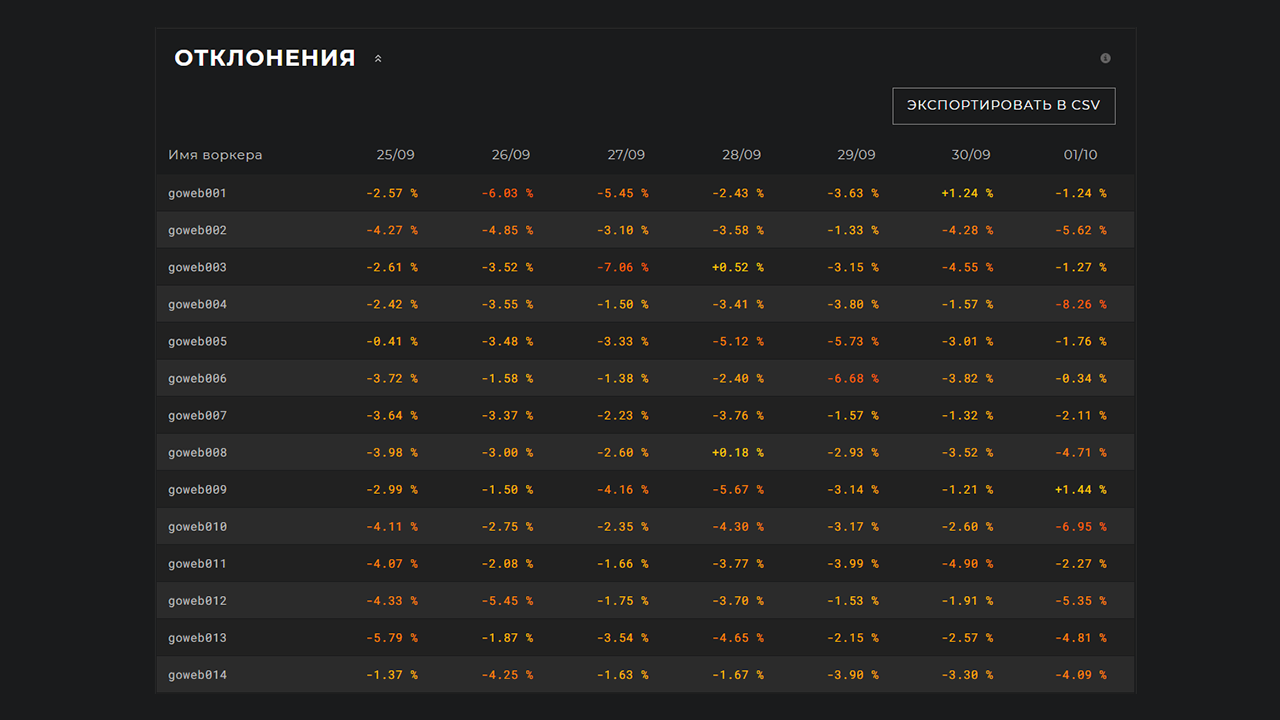 ОТКЛОНЕНИЯ
ЭКСПОРТИРОВАТЬ В CSV
Имя воркера 25/09 26/09 27/09 28/09 29/09 30/09 01/10
goweb001 -2.57 % -6.03 % -5.45 % -2.43 % -3.63 % +1.24 % -1.24 %
goweb002 -4.27 % -4.85 % -3.10 % -3.58 % -1.33 % -4.28 % -5.62 %
goweb003 -2.61 % -3.52 % -7.06 % +0.52 % -3.15 % -4.55 % -1.27 %
goweb004 -2.42 % -3.55 % -1.50 % -3.41 % -3.80 % -1.57 % -8.26 %
goweb005 -0.41 % -3.48 % -3.33 % -5.12 % -5.73 % -3.01 % -1.76 %
goweb006 -3.72 % -1.58 % -1.38 % -2.40 % -6.68 % -3.82 % -0.34 %
goweb007 -3.64 % -3.37 % -2.23 % -3.76 % -1.57 % -1.32 % -2.11 %
goweb008 -3.98 % -3.00 % -2.60 % +0.18 % -2.93 % -3.52 % -4.71 %
goweb009 -2.99 % -1.50 % -4.16 % -5.67 % -3.14 % -1.21 % +1.44 %
goweb010 -4.11 % -2.75 % -2.35 % -4.30 % -3.17 % -2.60 % -6.95 %
goweb011 -4.07 % -2.08 % -1.66 % -3.77 % -3.99 % -4.90 % -2.27 %
goweb012 -4.33 % -5.45 % -1.75 % -3.70 % -1.53 % -1.91 % -5.35 %
goweb013 -5.79 % -1.87 % -3.54 % -4.65 % -2.15 % -2.57 % -4.81 %
goweb014 -1.37 % -4.25 % -1.63 % -1.67 % -3.90 % -3.30 % -4.09 %